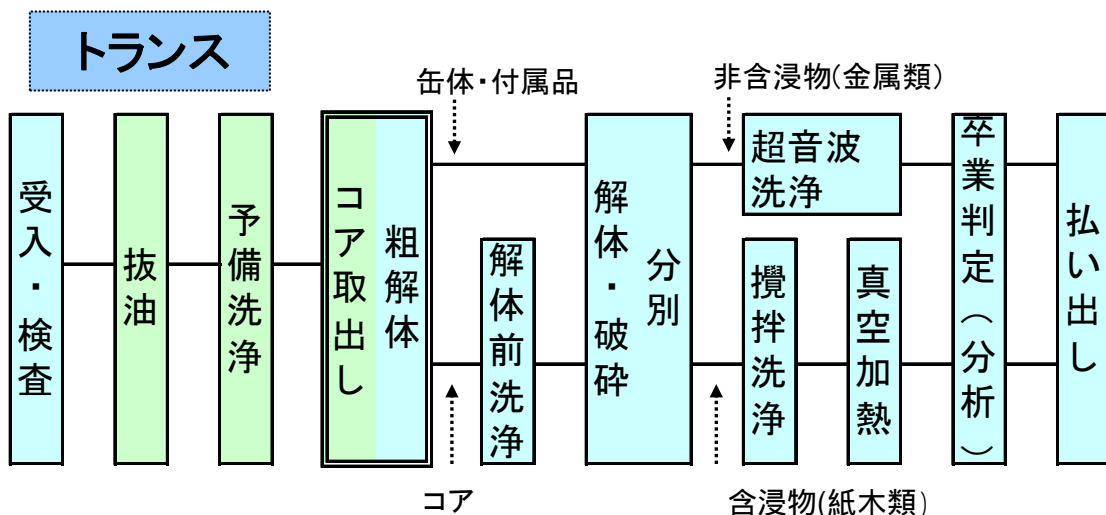 トランス
受入・検査
抜油
予備洗浄
コア取出し
粗解体
缶体・付属品
コア
解体前洗浄
解体・破砕
分別
非含浸物(金属類)
含浸物(紙木類)
超音波
洗浄
攪拌洗浄
真空加熱
卒業判定（分析）
払い出し